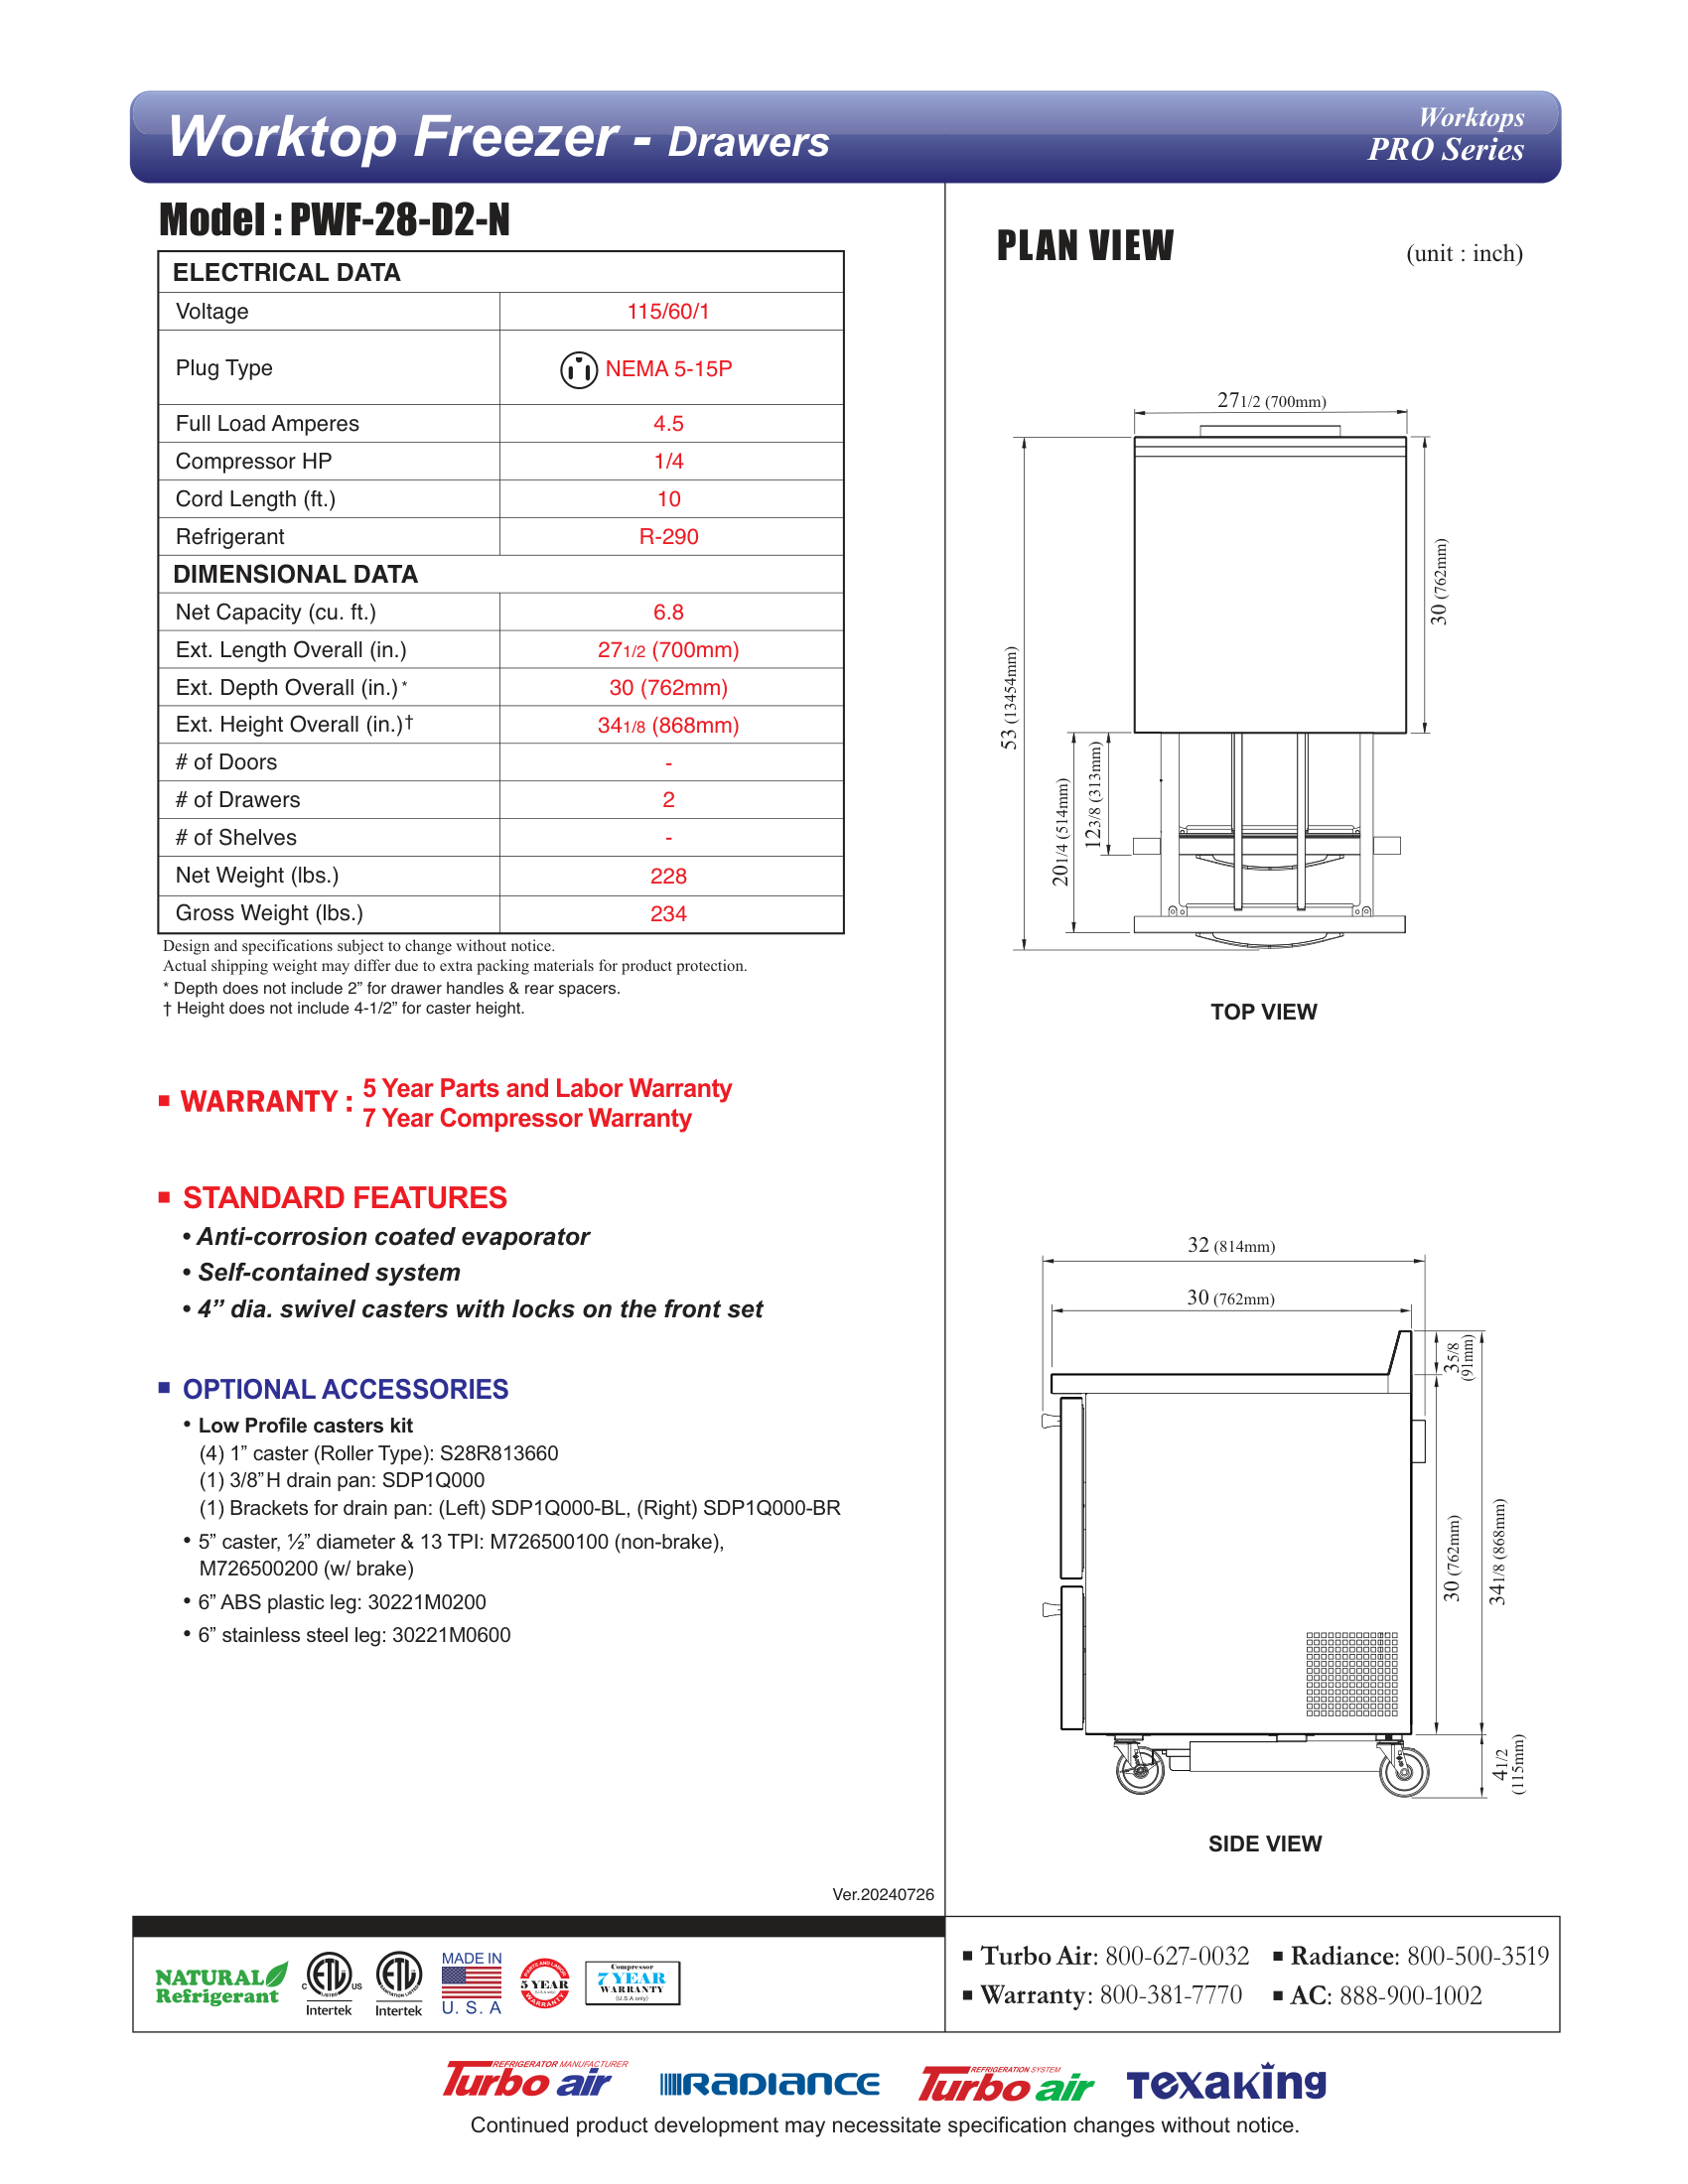 Worktop Freezer - Drawers
Worktops
PRO Series
Model : PWF-28-D2-N
ELECTRICAL DATA
Voltage 115/60/1
Plug Type NEMA 5-15P
Full Load Amperes 4.5
Compressor HP 1/4
Cord Length (ft.) 10
Refrigerant R-290
DIMENSIONAL DATA
Net Capacity (cu. ft.) 6.8
Ext. Length Overall (in.) 27 1/2 (700mm)
Ext. Depth Overall (in.)* 30 (762mm)
Ext. Height Overall (in.)† 34 1/8 (868mm)
# of Doors -
# of Drawers 2
# of Shelves -
Net Weight (lbs.) 228
Gross Weight (lbs.) 234
Design and specifications subject to change without notice.
Actual shipping weight may differ due to extra packing materials for product protection.
* Depth does not include 2” for drawer handles & rear spacers.
† Height does not include 4-1/2” for caster height.
■ WARRANTY : 5 Year Parts and Labor Warranty
7 Year Compressor Warranty
■ STANDARD FEATURES
• Anti-corrosion coated evaporator
• Self-contained system
• 4” dia. swivel casters with locks on the front set
■ OPTIONAL ACCESSORIES
• Low Profile casters kit
(4) 1” caster (Roller Type): S28R813660
(1) 3/8”H drain pan: SDP1Q000
(1) Brackets for drain pan: (Left) SDP1Q000-BL, (Right) SDP1Q000-BR
• 5” caster, ½” diameter & 13 TPI: M726500100 (non-brake),
M726500200 (w/ brake)
• 6” ABS plastic leg: 30221M0200
• 6” stainless steel leg: 30221M0600
Ver.20240726
PLAN VIEW
(unit : inch)
27 1/2 (700mm)
30 (762mm)
53 (13454mm)
20 1/4 (514mm)
12 3/8 (313mm)
TOP VIEW
32 (814mm)
30 (762mm)
3 5/8
(91mm)
30 (762mm)
34 1/8 (868mm)
4 1/2
(115mm)
SIDE VIEW
NATURAL
Refrigerant
C ETL US
LISTED
Intertek
ETL
SANITATION LISTED
Intertek
MADE IN
U. S. A
PARTS AND LABOR
5 YEAR
(U.S.A only)
WARRANTY
Compressor
7 YEAR
WARRANTY
(U.S.A only)
■ Turbo Air: 800-627-0032 ■ Radiance: 800-500-3519
■ Warranty: 800-381-7770 ■ AC: 888-900-1002
REFRIGERATOR MANUFACTURER
Turbo air
RADIANCE
REFRIGERATION SYSTEM
Turbo air
Texaking
Continued product development may necessitate specification changes without notice.